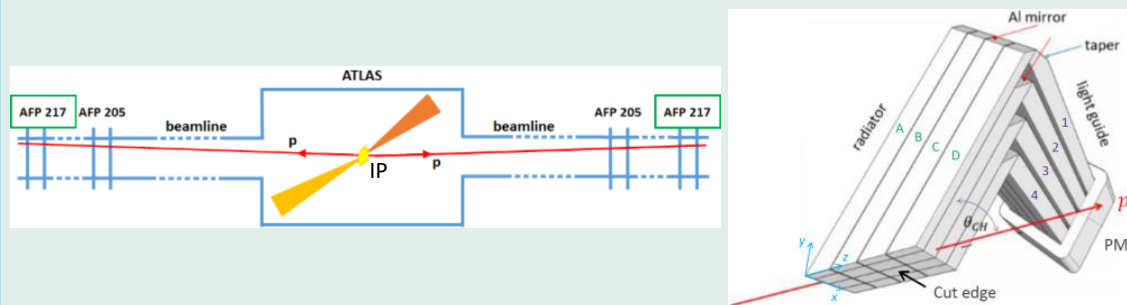 ATLAS
AFP 217
AFP 205
beamline
p
IP
p
beamline
AFP 205
AFP 217
Al mirror
taper
radiator
light guide
A
B
C
D
1
2
3
4
θCH
p
PM
y
z
x
Cut edge